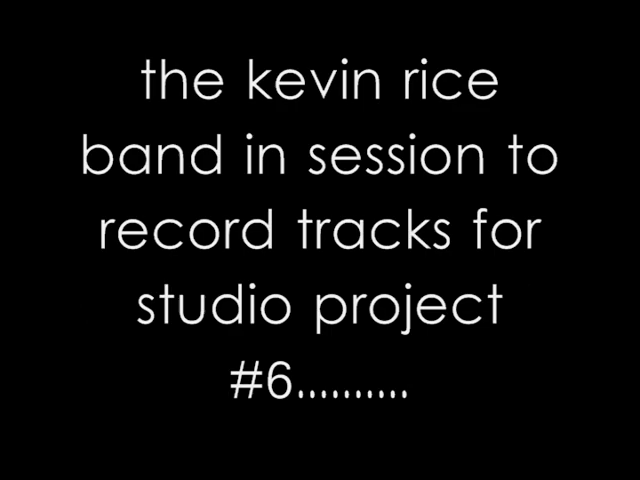 the kevin rice
band in session to
record tracks for
studio project
#6..........